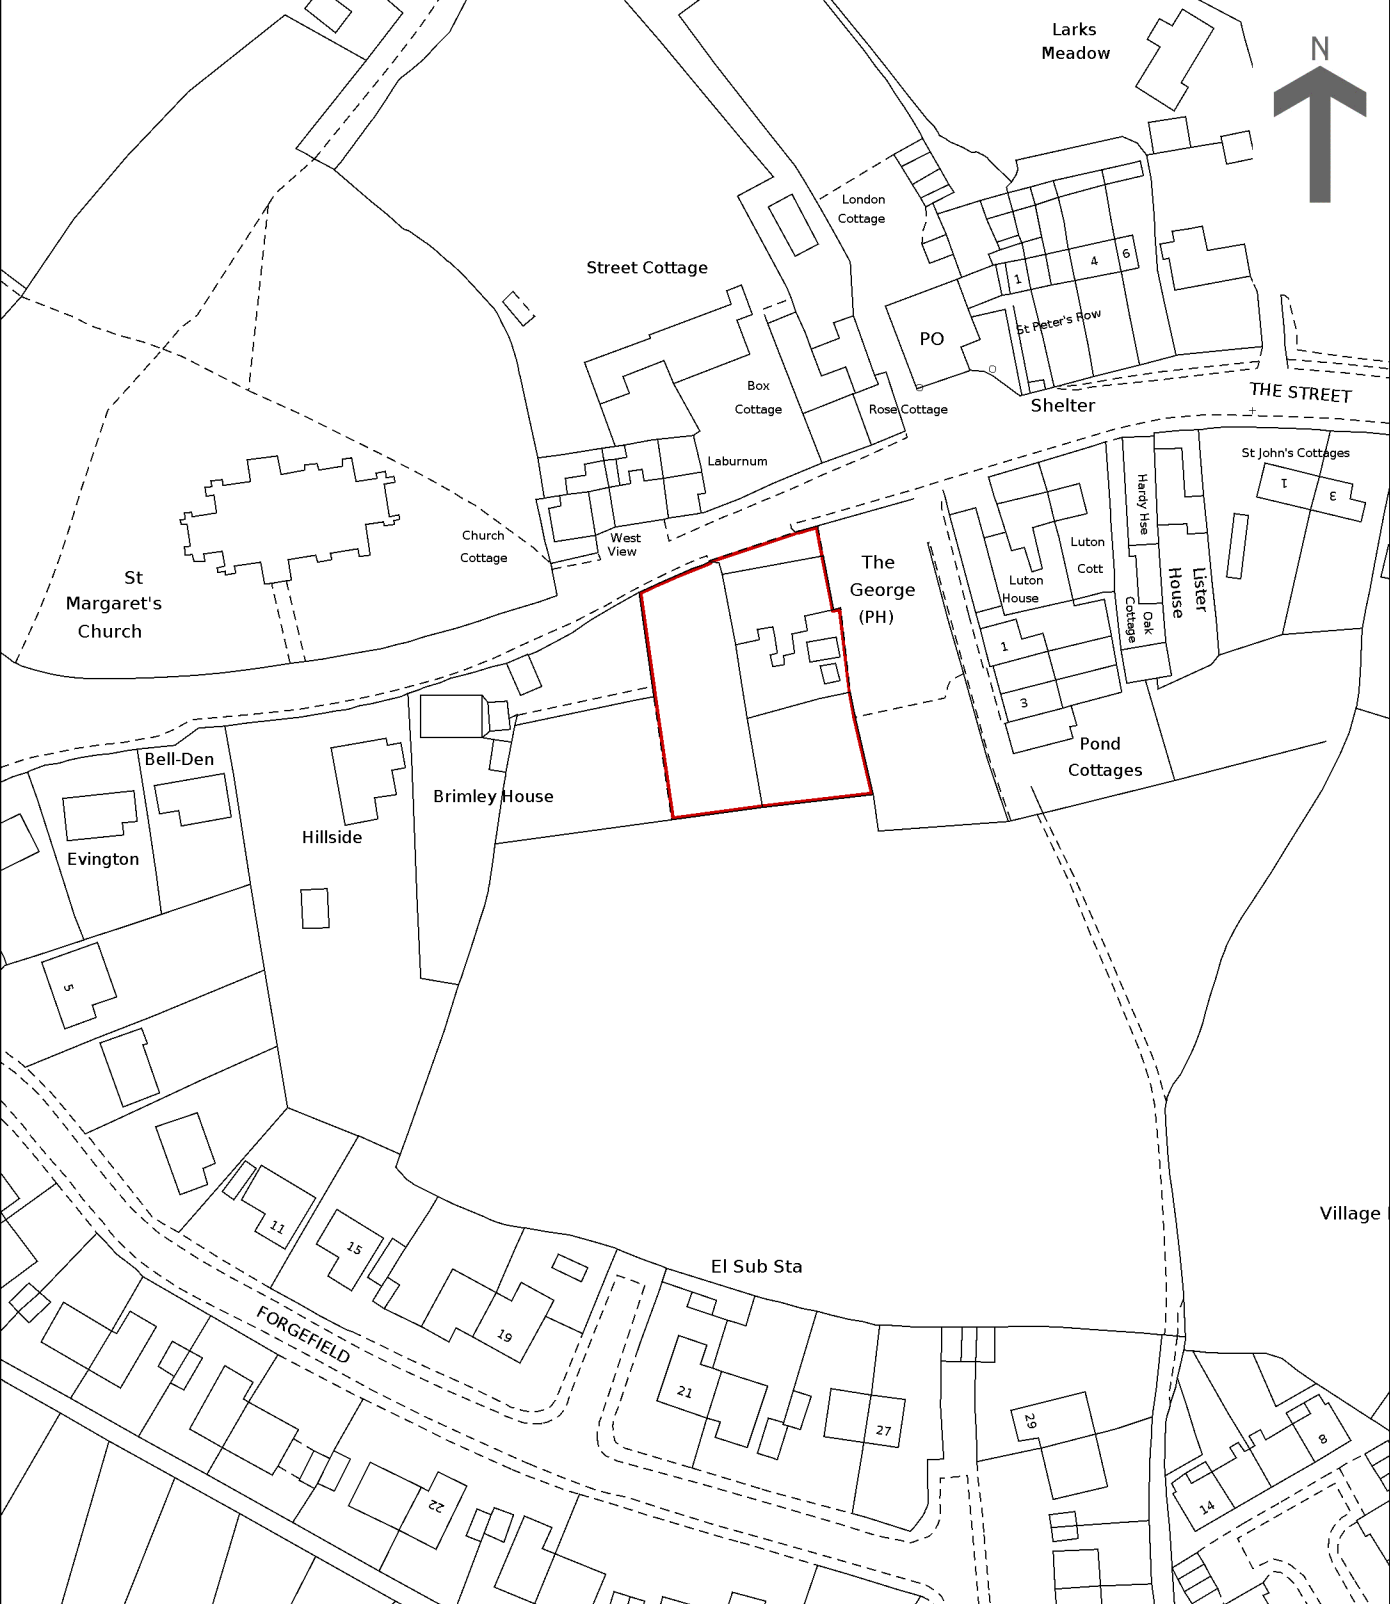 Larks
Meadow
N
London
Cottage
Street Cottage
1
4
6
St Peter's Row
PO
Box
Cottage
Rose Cottage
Shelter
THE STREET
Laburnum
St John's Cottages
1
3
Hardy Hse
Church
Cottage
West
View
Luton
Cott
Luton
House
The
George
(PH)
Oak
Cottage
Lister
House
St
Margaret's
Church
1
3
Pond
Cottages
Bell-Den
Brimley House
Hillside
Evington
5
Village
11
15
El Sub Sta
19
FORGEFIELD
21
27
29
8
14
22